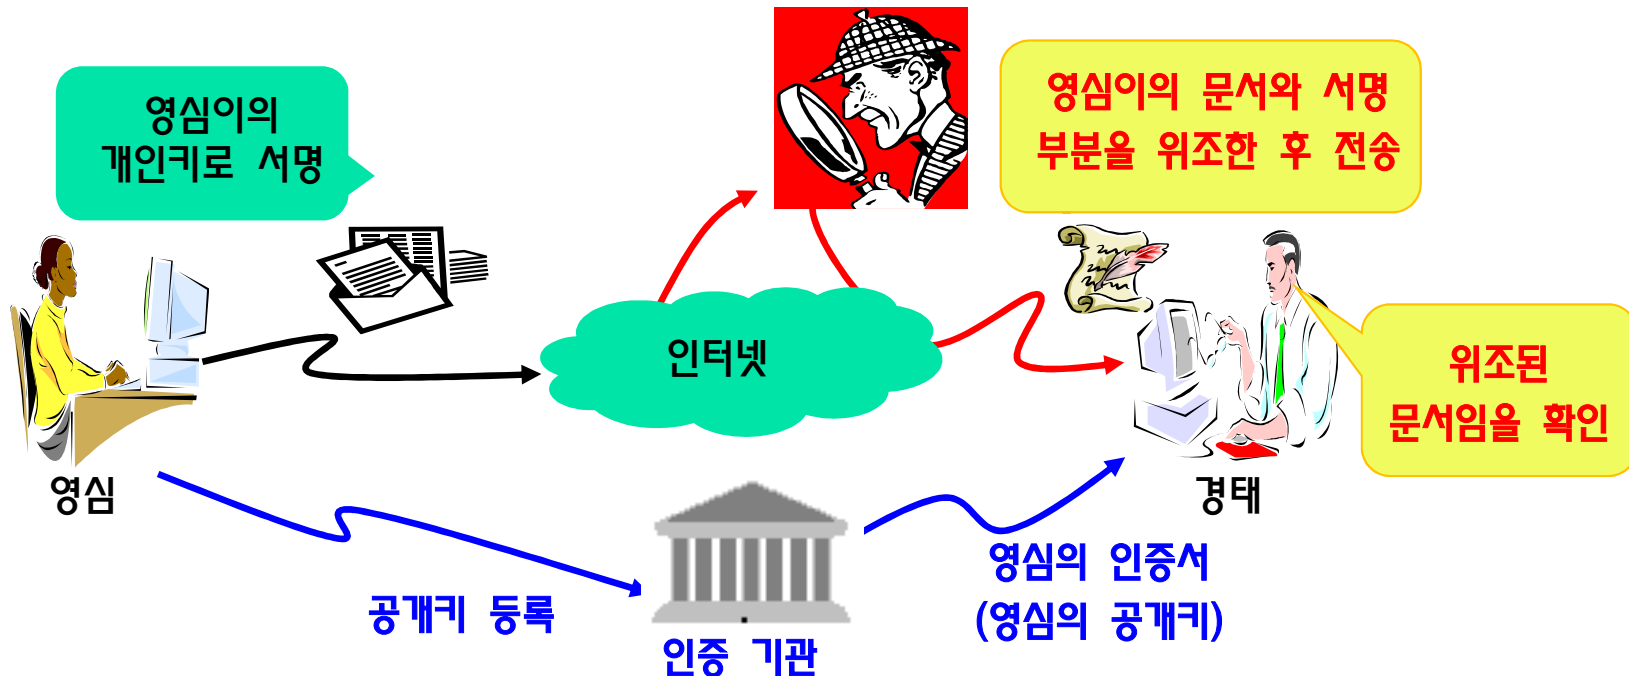 영심이의
개인키로 서명
영심이의 문서와 서명
부분을 위조한 후 전송
인터넷
위조된
문서임을 확인
영심
경태
영심의 인증서
(영심의 공개키)
공개키 등록
인증 기관